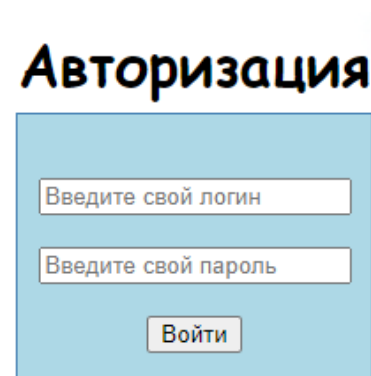 Авторизация
Введите свой логин
Введите свой пароль
Войти